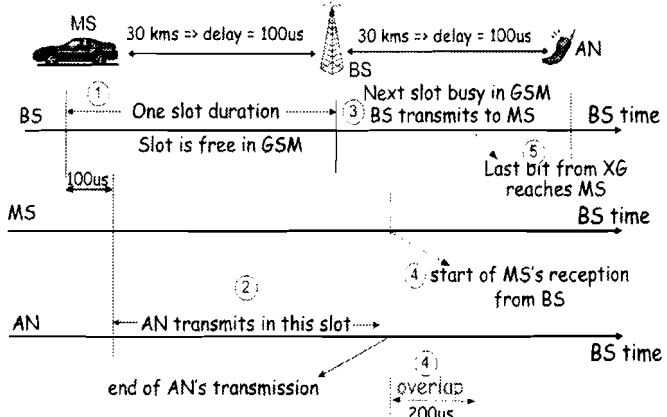 MS
30 kms => delay = 100us
30 kms => delay = 100us
AN
BS
1
One slot duration
3
Next slot busy in GSM
BS transmits to MS
BS
BS time
Slot is free in GSM
5
Last bit from XG
reaches MS
100us
MS
BS time
4 start of MS's reception
from BS
2
AN
AN transmits in this slot
BS time
end of AN's transmission
4
overlap
200us